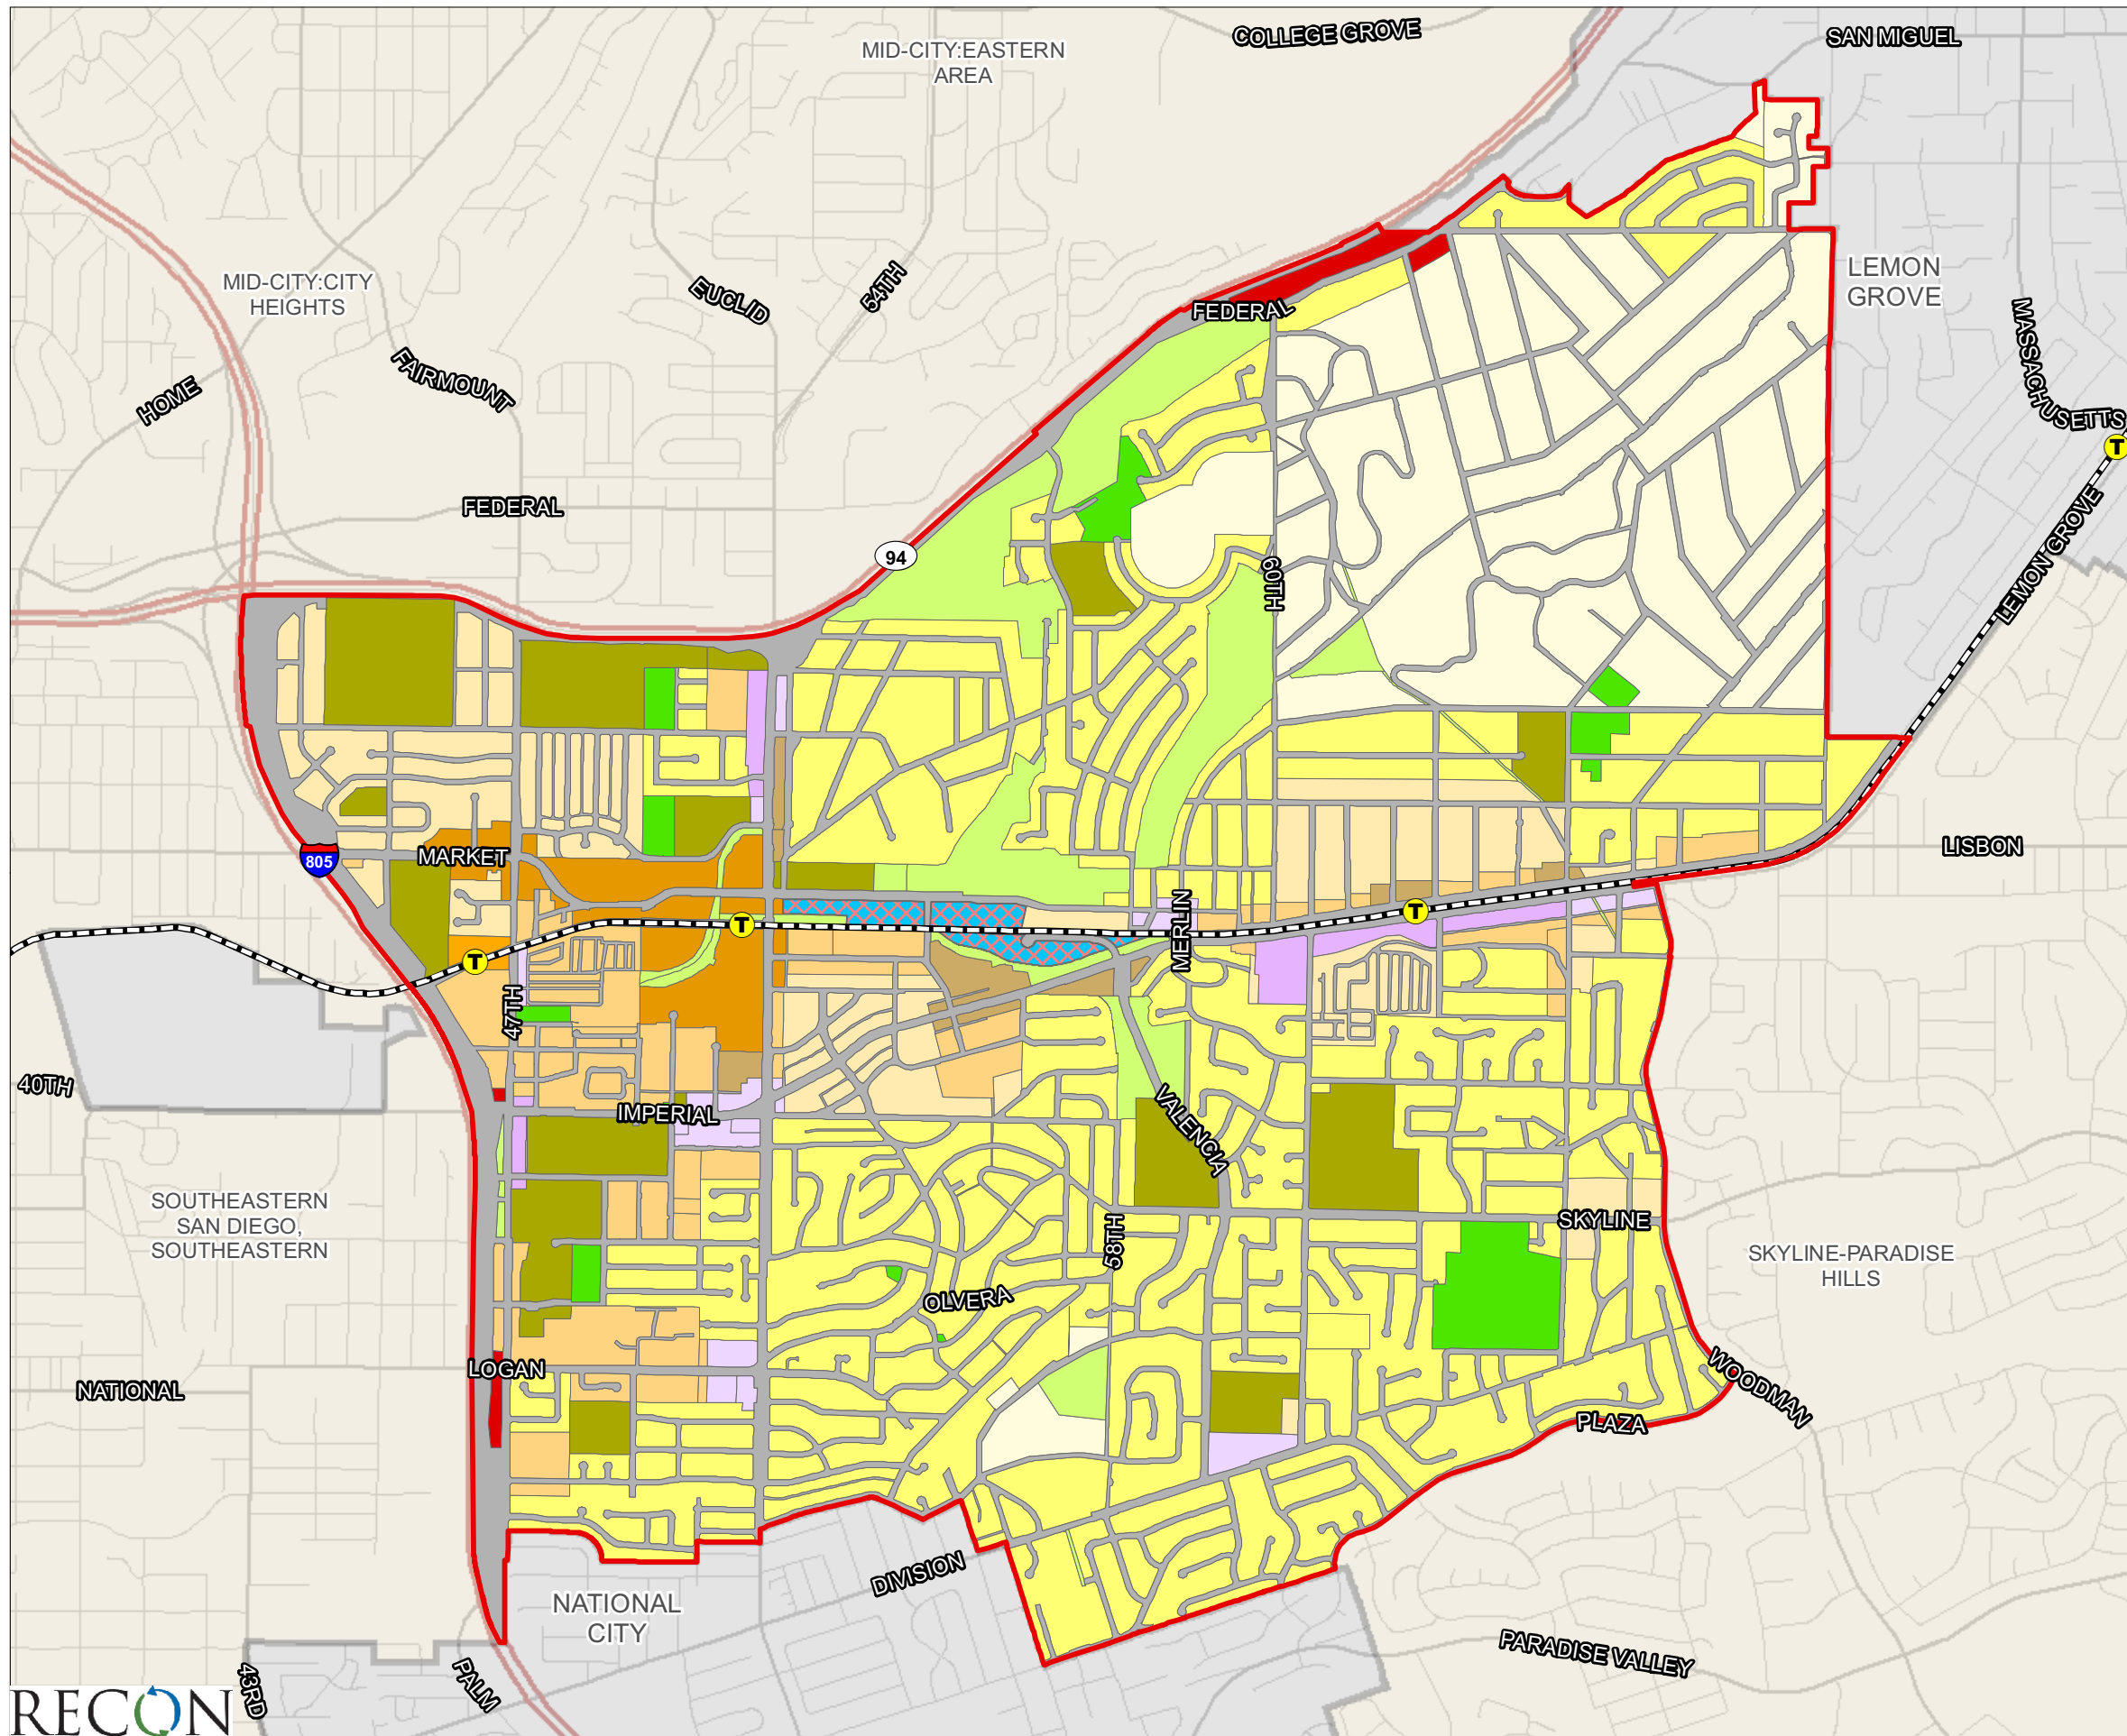 COLLEGE GROVE
SAN MIGUEL
MID-CITY:EASTERN
AREA
MID-CITY:CITY
HEIGHTS
EUCLID
54TH
FEDERAL
LEMON
GROVE
MASSACHUSETTS
HOME
FAIRMOUNT
T
FEDERAL
94
60TH
LEMON GROVE
MARKET
805
LISBON
T
T
T
MERLIN
47TH
40TH
IMPERIAL
VALENCIA
SOUTHEASTERN
SAN DIEGO,
SOUTHEASTERN
58TH
SKYLINE
SKYLINE-PARADISE
HILLS
OLVERA
LOGAN
NATIONAL
WOODMAN
PLAZA
DIVISION
NATIONAL
CITY
PARADISE VALLEY
43RD
PALM
RECON